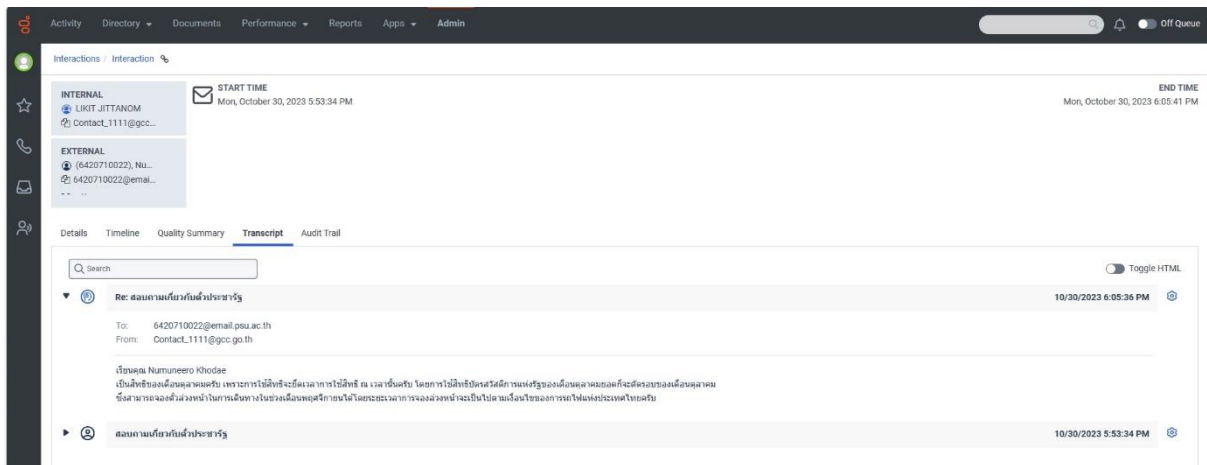 Activity Directory Documents Performance Reports Apps Admin
Off Queue
Interactions / Interaction
INTERNAL
LIKIT JITTANOM
Contact_1111@gcc...
START TIME
Mon, October 30, 2023 5:53:34 PM
END TIME
Mon, October 30, 2023 6:05:41 PM
EXTERNAL
(6420710022), Nu...
6420710022@emai...
Details Timeline Quality Summary Transcript Audit Trail
Search
Toggle HTML
Re: สอบถามเกี่ยวกับตั๋วประชารัฐ 10/30/2023 6:05:36 PM
To: 6420710022@email.psu.ac.th
From: Contact_1111@gcc.go.th
เรียนคุณ Numuneero Khodae
เป็นสิทธิของเดือนตุลาคมครับ เพราะการใช้สิทธิจะยึดเวลาการใช้สิทธิ ณ เวลานั้นครับ โดยการใช้สิทธิบัตรสวัสดิการแห่งรัฐของเดือนตุลาคมยอดก็จะตัดรอบของเดือนตุลาคม
ซึ่งสามารถจองตั๋วล่วงหน้าในการเดินทางในช่วงเดือนพฤศจิกายนได้โดยระยะเวลาการจองล่วงหน้าจะเป็นไปตามเงื่อนไขของการรถไฟแห่งประเทศไทยครับ
สอบถามเกี่ยวกับตั๋วประชารัฐ 10/30/2023 5:53:34 PM